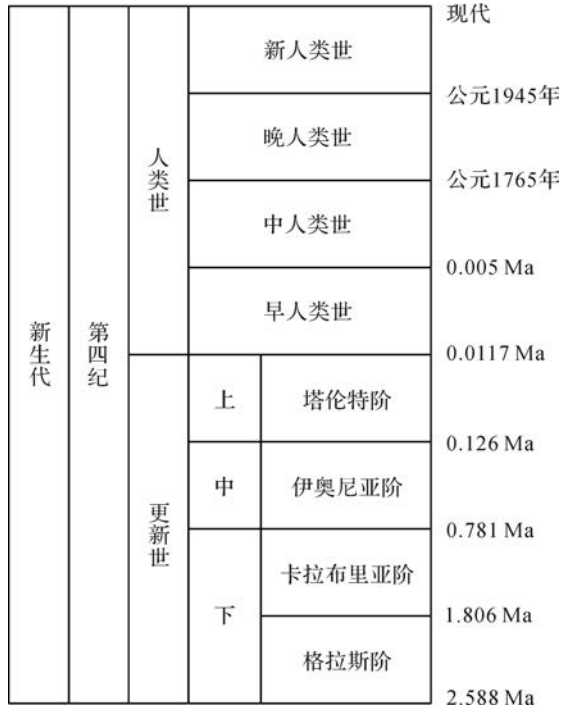 现代
新人类世
公元1945年
晚人类世
公元1765年
人类世
中人类世
0.005 Ma
早人类世
0.0117 Ma
新生代
第四纪
上
塔伦特阶
0.126 Ma
中
伊奥尼亚阶
更新世
0.781 Ma
卡拉布里亚阶
下
1.806 Ma
格拉斯阶
2.588 Ma